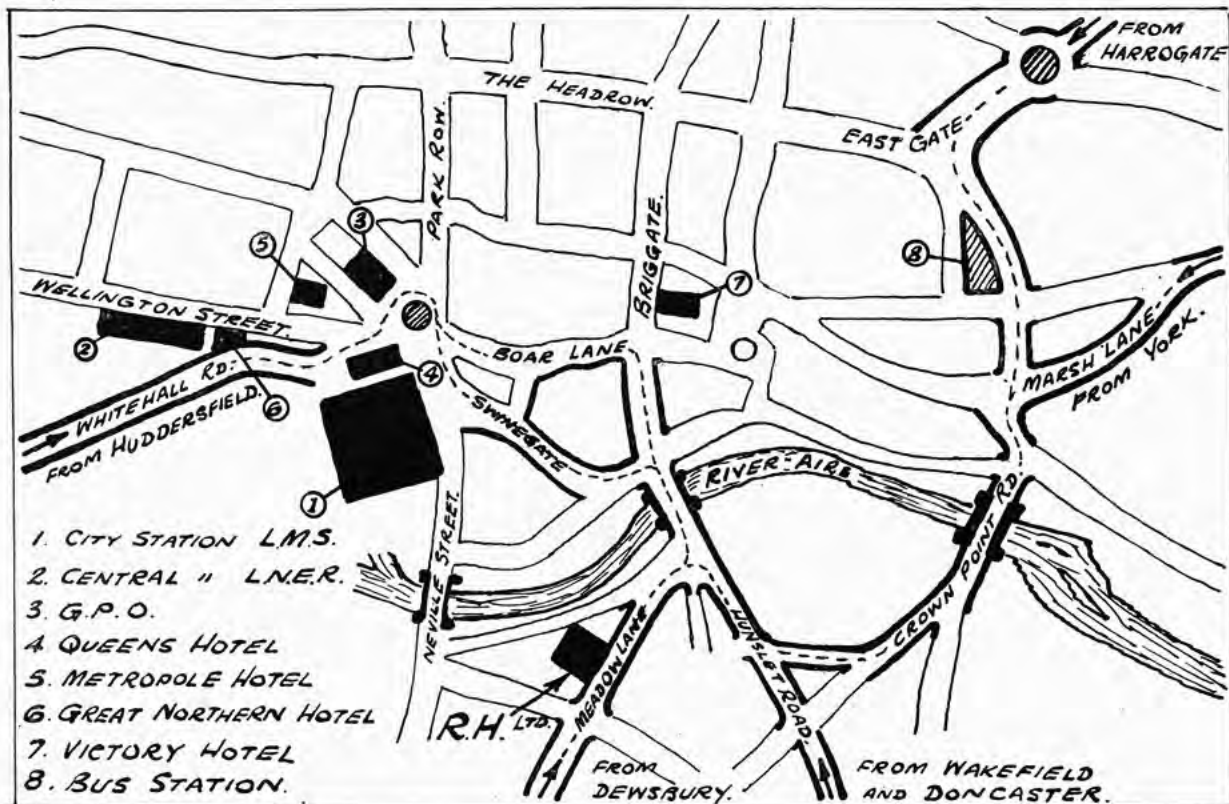 FROM
HARROGATE
THE HEADROW.
EAST GATE
PARK ROW.
BRIGGATE.
3
5
8
7
WELLINGTON STREET.
2
BOAR LANE
4
MARSH LANE
FROM YORK.
WHITEHALL RD.
6
FROM HUDDERSFIELD.
SWINEGATE
RIVER-AIRE
1
NEVILLE STREET.
CROWN POINT RD
MEADOW LANE
HUNSLET ROAD.
R.H. LTD.
1. CITY STATION L.M.S.
2. CENTRAL " L.N.E.R.
3. G.P.O.
4 QUEENS HOTEL
5. METROPOLE HOTEL
6. GREAT NORTHERN HOTEL
7. VICTORY HOTEL
8. BUS STATION.
FROM
DEWSBURY.
FROM WAKEFIELD
AND DONCASTER.